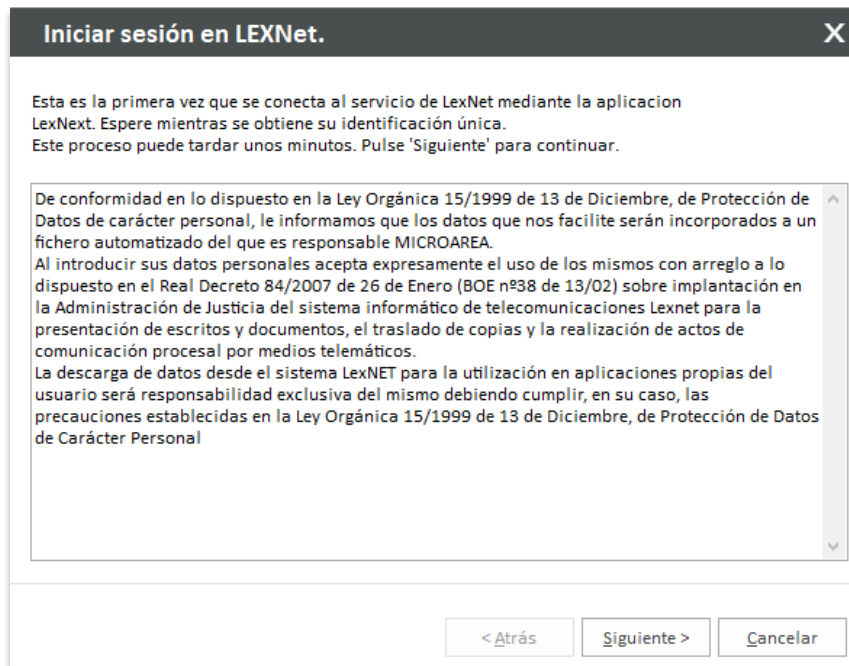 Iniciar sesión en LEXNet.
X
Esta es la primera vez que se conecta al servicio de LexNet mediante la aplicacion
LexNext. Espere mientras se obtiene su identificación única.
Este proceso puede tardar unos minutos. Pulse 'Siguiente' para continuar.
De conformidad en lo dispuesto en la Ley Orgánica 15/1999 de 13 de Diciembre, de Protección de
Datos de carácter personal, le informamos que los datos que nos facilite serán incorporados a un
fichero automatizado del que es responsable MICROAREA.
Al introducir sus datos personales acepta expresamente el uso de los mismos con arreglo a lo
dispuesto en el Real Decreto 84/2007 de 26 de Enero (BOE nº38 de 13/02) sobre implantación en
la Administración de Justicia del sistema informático de telecomunicaciones Lexnet para la
presentación de escritos y documentos, el traslado de copias y la realización de actos de
comunicación procesal por medios telemáticos.
La descarga de datos desde el sistema LexNET para la utilización en aplicaciones propias del
usuario será responsabilidad exclusiva del mismo debiendo cumplir, en su caso, las
precauciones establecidas en la Ley Orgánica 15/1999 de 13 de Diciembre, de Protección de Datos
de Carácter Personal
< Atrás
Siguiente >
Cancelar